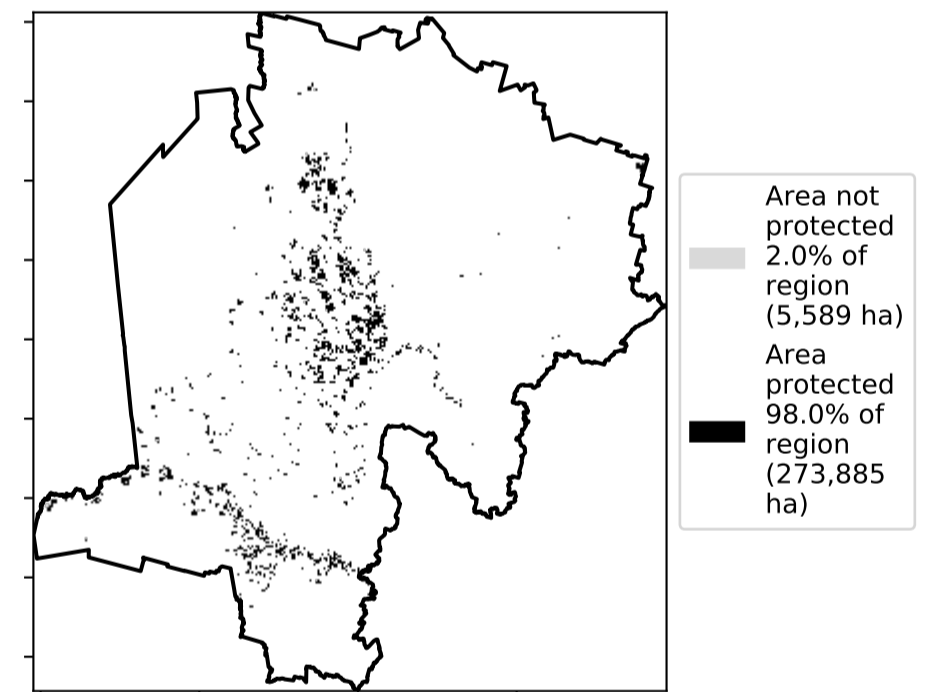 Area not
protected
2.0% of
region
(5,589 ha)
Area
protected
98.0% of
region
(273,885
ha)